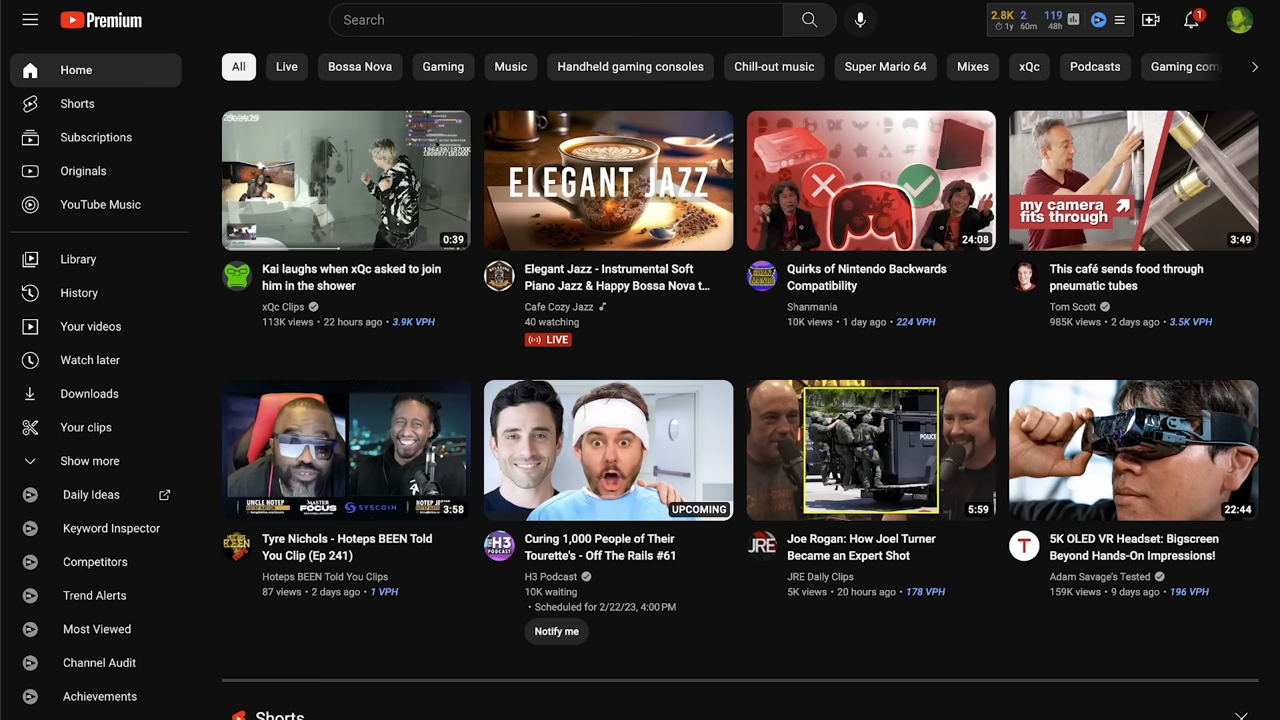 Premium
Search
2.8K 2 119
1y 60m 48h
1
Home
Shorts
Subscriptions
Originals
YouTube Music
Library
History
Your videos
Watch later
Downloads
Your clips
Show more
Daily Ideas
Keyword Inspector
Competitors
Trend Alerts
Most Viewed
Channel Audit
Achievements
All Live Bossa Nova Gaming Music Handheld gaming consoles Chill-out music Super Mario 64 Mixes xQc Podcasts Gaming com
0:39
Kai laughs when xQc asked to join
him in the shower
xQc Clips
113K views • 22 hours ago • 3.9K VPH
ELEGANT JAZZ
Elegant Jazz - Instrumental Soft
Piano Jazz & Happy Bossa Nova t...
Cafe Cozy Jazz
40 watching
LIVE
24:08
Quirks of Nintendo Backwards
Compatibility
Shanmania
10K views • 1 day ago • 224 VPH
my camera
fits through
3:49
This café sends food through
pneumatic tubes
Tom Scott
985K views • 2 days ago • 3.5K VPH
UNCLE HOTEP
MASTER
FOCUS
SYSCOIN
HOTEP
3:58
Tyre Nichols - Hoteps BEEN Told
You Clip (Ep 241)
Hoteps BEEN Told You Clips
87 views • 2 days ago • 1 VPH
UPCOMING
H3
PODCAST
Curing 1,000 People of Their
Tourette's - Off The Rails #61
H3 Podcast
10K waiting
• Scheduled for 2/22/23, 4:00 PM
Notify me
POLICE
5:59
JRE
Joe Rogan: How Joel Turner
Became an Expert Shot
JRE Daily Clips
5K views • 20 hours ago • 178 VPH
22:44
T
5K OLED VR Headset: Bigscreen
Beyond Hands-On Impressions!
Adam Savage's Tested
159K views • 9 days ago • 196 VPH
Shorts